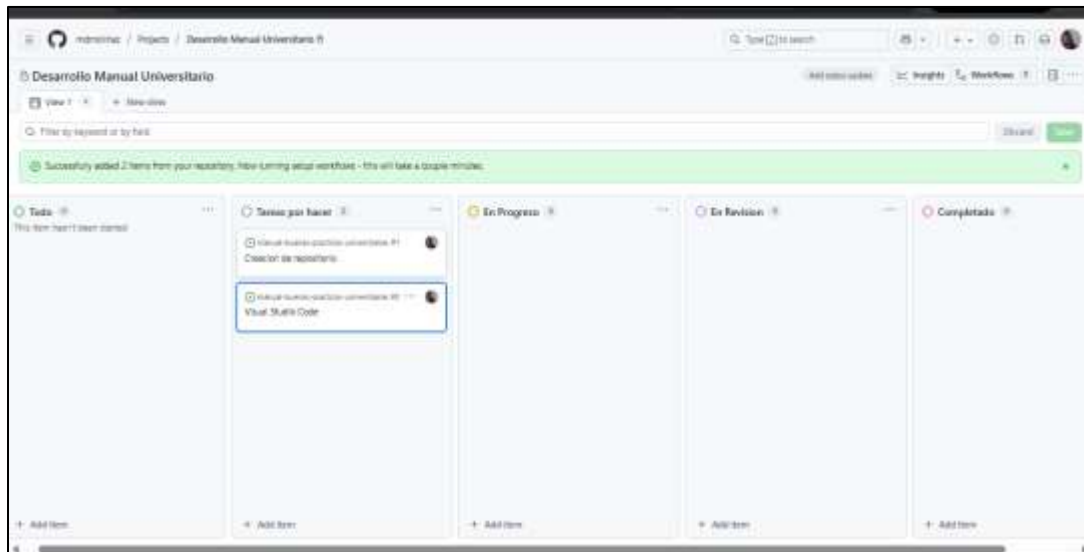 / Projects / Desarrollo Manual Universitario
Type / to search
Desarrollo Manual Universitario
Add status update
Insights
Workflows
View 1
+ New view
Filter by keyword or by field
Discard
Save
Successfully added 2 items from your repository. Now running setup workflows - this will take a couple minutes.
Todo
This item hasn't been started
Tareas por hacer
En Progreso
En Revision
Completado
Creacion de repositorio
Visual Studio Code
+ Add item
+ Add item
+ Add item
+ Add item
+ Add item